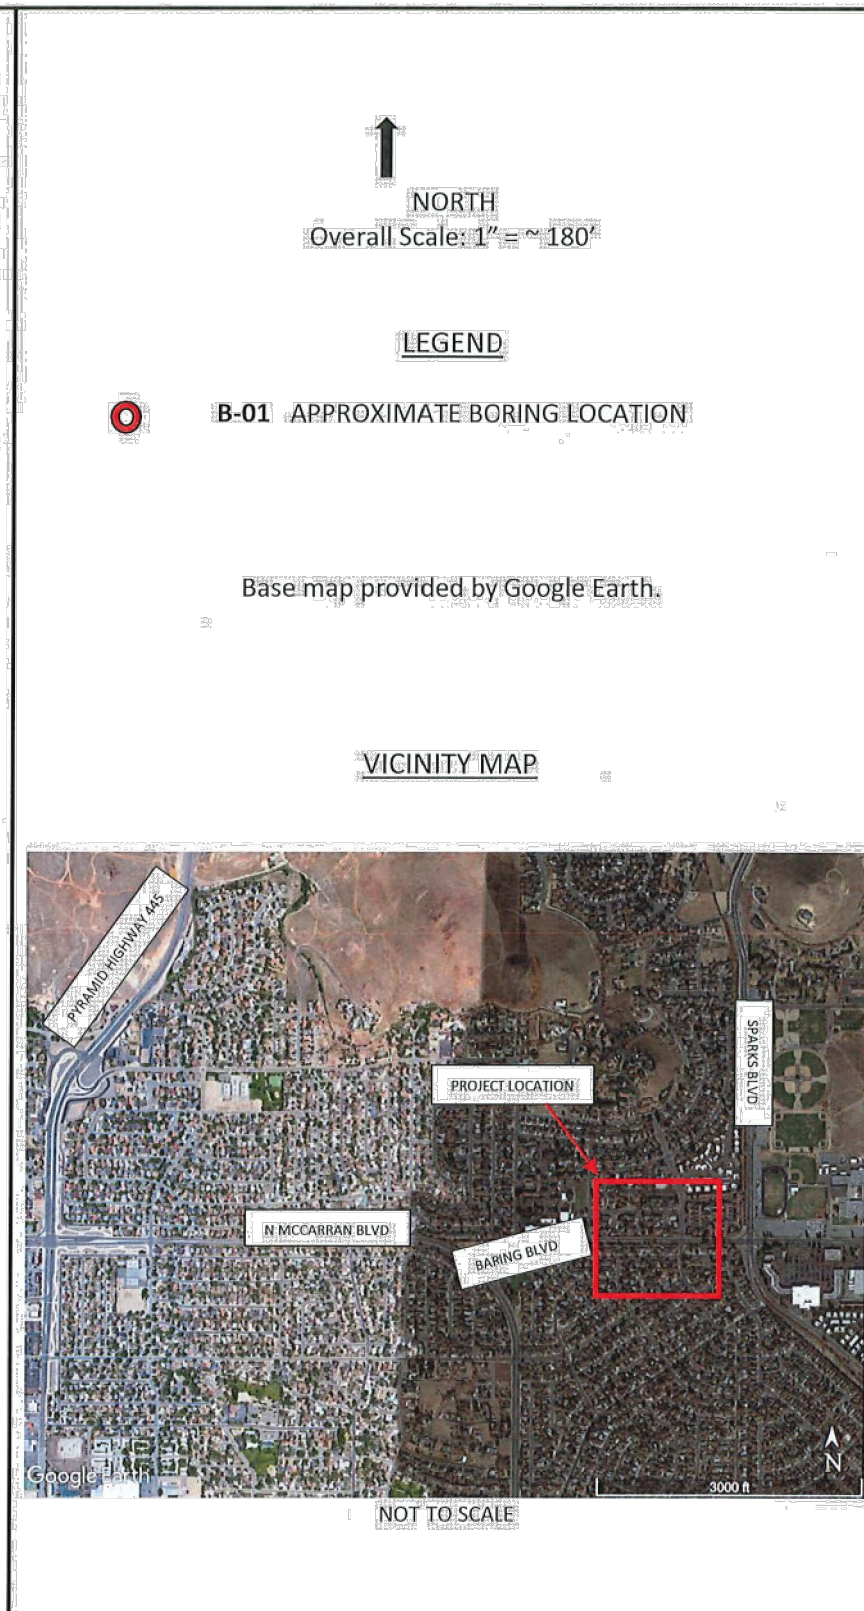 NORTH
Overall Scale: 1” = ~ 180’
LEGEND
B-01 APPROXIMATE BORING LOCATION
Base map provided by Google Earth.
VICINITY MAP
PYRAMID HIGHWAY 445
SPARKS BLVD
PROJECT LOCATION
N MCCARRAN BLVD
BARING BLVD
N
Google Earth
3000 ft
NOT TO SCALE